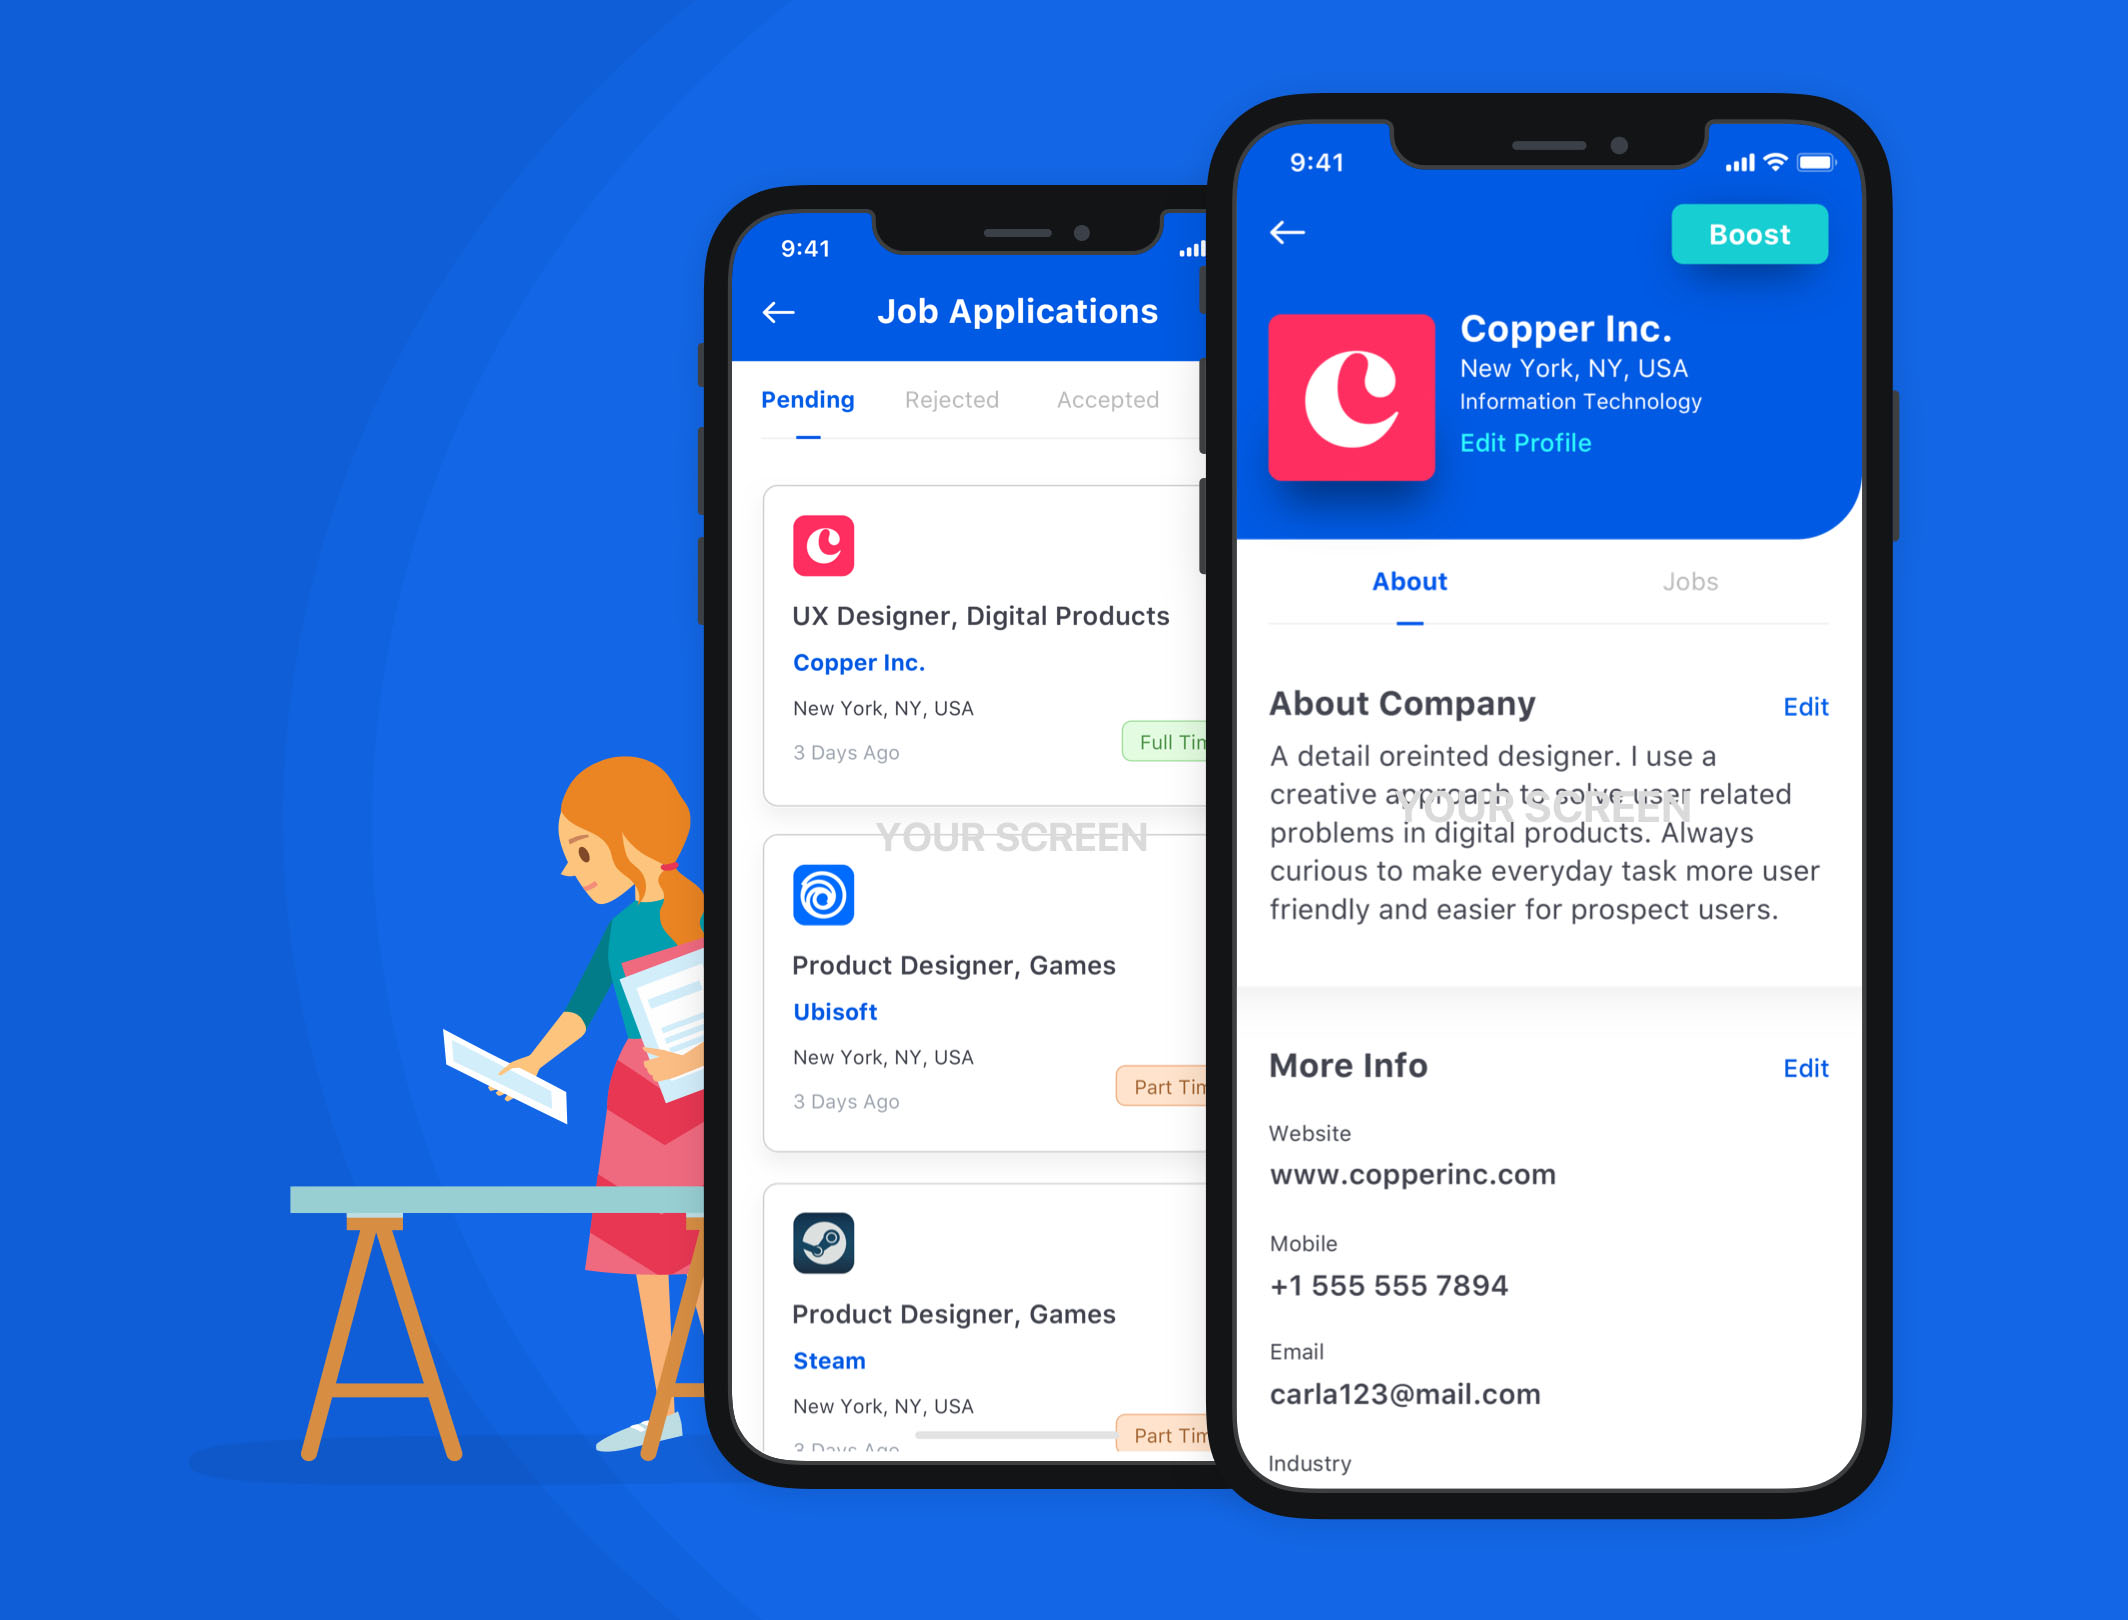 9:41
Job Applications
Pending Rejected Accepted
UX Designer, Digital Products
Copper Inc.
New York, NY, USA
3 Days Ago
Full Tim
YOUR SCREEN
Product Designer, Games
Ubisoft
New York, NY, USA
3 Days Ago
Part Tim
Product Designer, Games
Steam
New York, NY, USA
3 Days Ago
Part Tim
9:41
Boost
Copper Inc.
New York, NY, USA
Information Technology
Edit Profile
About Jobs
About Company Edit
A detail oreinted designer. I use a
creative approach to solve user related
YOUR SCREEN
problems in digital products. Always
curious to make everyday task more user
friendly and easier for prospect users.
More Info Edit
Website
www.copperinc.com
Mobile
+1 555 555 7894
Email
carla123@mail.com
Industry